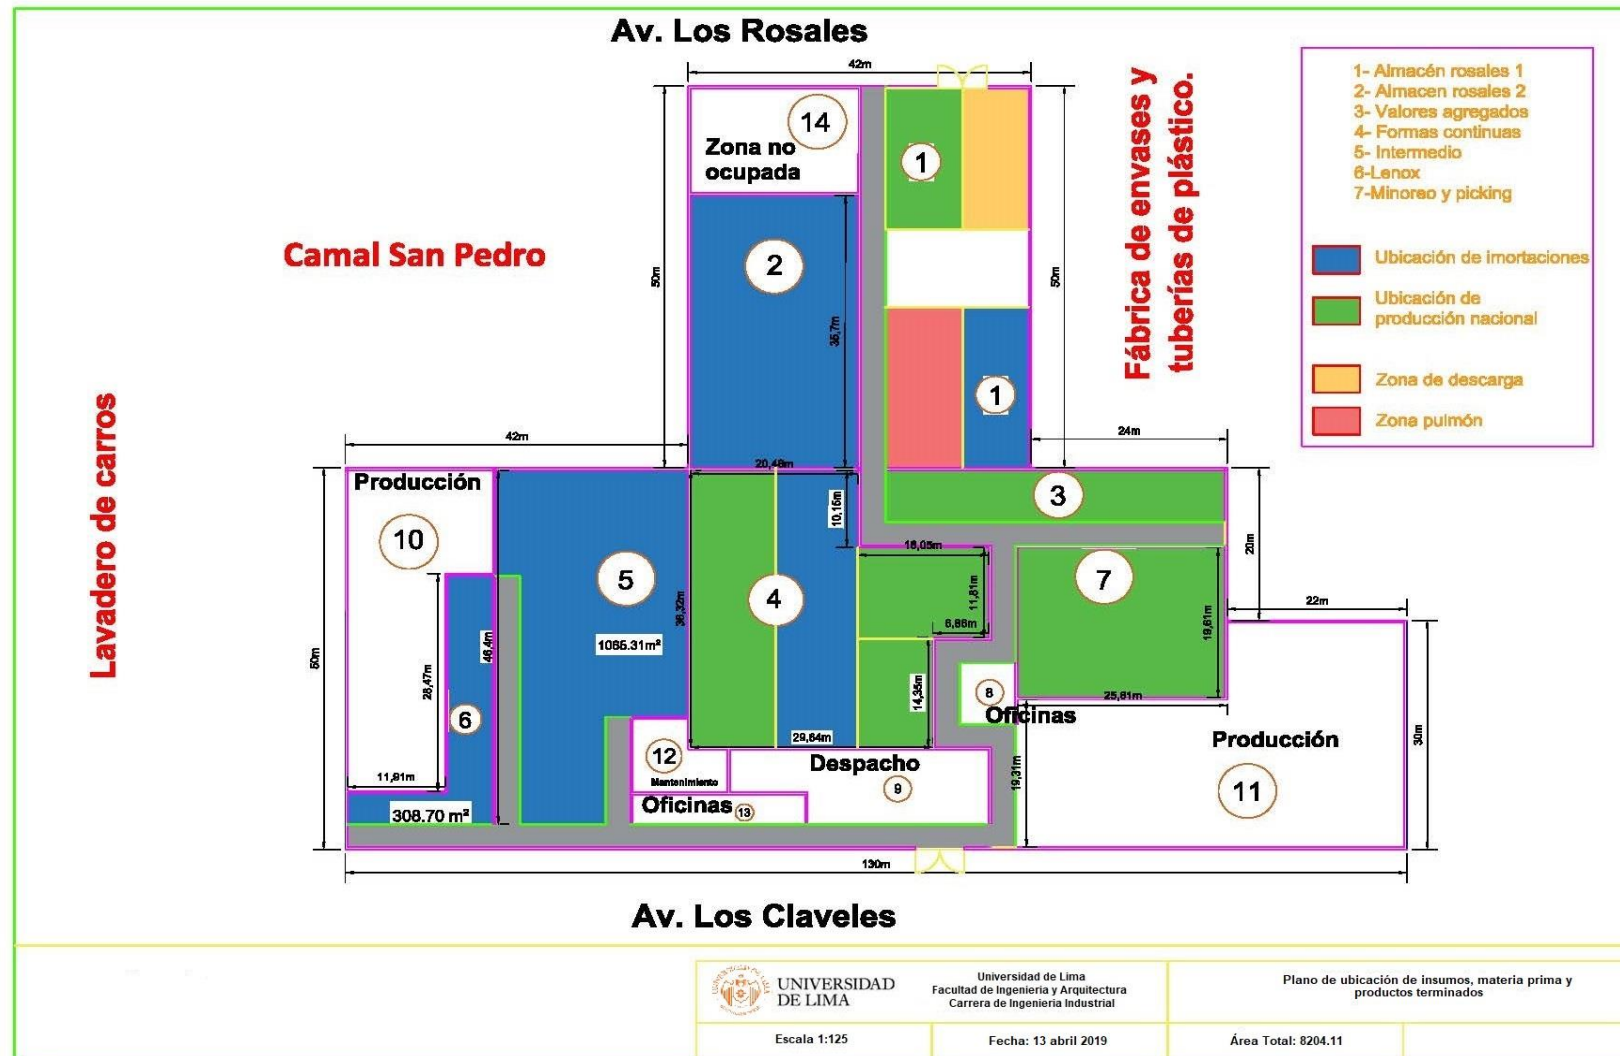 Av. Los Rosales
42m
Fábrica de envases y
tuberías de plástico.
1- Almacén rosales 1
2- Almacen rosales 2
3- Valores agregados
4- Formas continuas
5- Intermedio
6-Lenox
7-Minoreo y picking
Ubicación de imortaciones
Ubicación de
producción nacional
Zona de descarga
Zona pulmón
14
Zona no
ocupada
1
Camal San Pedro
2
50m
35,7m
50m
1
Lavadero de carros
42m
24m
20,48m
Producción
10
5
1065.31m²
36,32m
46,4m
28,47m
50m
6
11,91m
308.70 m²
4
10,15m
3
18,05m
11,81m
6,86m
14,35m
29,64m
7
19,61m
25,61m
20m
22m
8
Oficinas
12
Mantenimiento
Despacho
9
Oficinas
13
19,31m
Producción
11
30m
130m
Av. Los Claveles
UNIVERSIDAD
DE LIMA
Universidad de Lima
Facultad de Ingenieria y Arquitectura
Carrera de Ingenieria Industrial
Plano de ubicación de insumos, materia prima y
productos terminados
Escala 1:125
Fecha: 13 abril 2019
Área Total: 8204.11